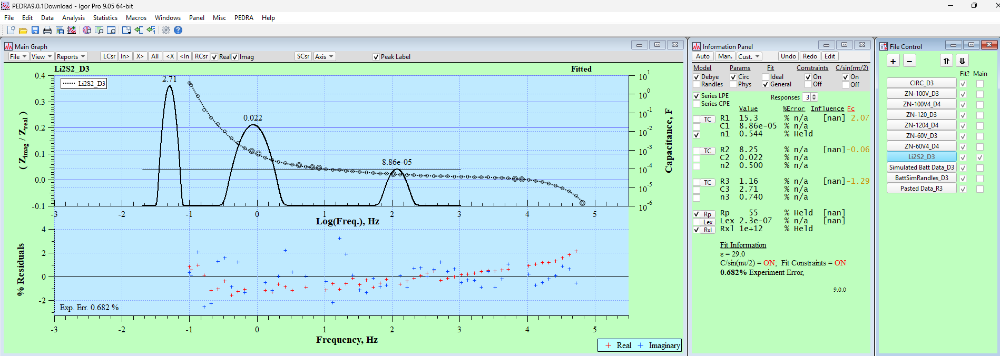 PEDRA9.0.1Download - Igor Pro 9.05 64-bit
File Edit Data Analysis Statistics Macros Windows Panel Misc PEDRA Help
Main Graph
File View Reports LCsr In> X> All <X <In RCsr Real Imag SCsr Axis Peak Label
Li2S2_D3 Fitted
Li2S2_D3
0.4
0.3
0.2
0.1
0.0
-0.1
( Zimag / Zreal )
2.71
0.022
8.86e-05
10^1
10^0
10^-1
10^-2
10^-3
10^-4
10^-5
10^-6
Capacitance, F
-3 -2 -1 0 1 2 3 4 5
Log(Freq.), Hz
4
2
0
-2
% Residuals
Exp. Err. 0.682 %
-3 -2 -1 0 1 2 3 4 5
Frequency, Hz
+ Real + Imaginary
Information Panel
Auto Man. Cust. Undo Redo Edit
Model Params Fit Constraints C/sin(nπ/2)
Debye Circ Ideal On On
Randles Phys General Off Off
Series LPE Responses 3
Series CPE
Value %Error Influence Fc
TC R1 15.3 % n/a [nan] 2.07
C1 8.86e-05 % n/a
n1 0.544 % Held
TC R2 8.25 % n/a [nan] -0.06
C2 0.022 % n/a
n2 0.500 % n/a
TC R3 1.16 % n/a [nan] -1.29
C3 2.71 % n/a
n3 0.740 % n/a
Rp Rp 55 % Held [nan]
Lex Lex 2.3e-07 % n/a [nan]
Rxl Rxl 1e+12 % Held
Fit Information
ε = 29.0
C/sin(nπ/2) = ON; Fit Constraints = ON
0.682% Experiment Error,
9.0.0
File Control
+ − ⇑ ⇓
Fit? Main
CIRC_D3
ZN-100V_D3
ZN-100V4_D4
ZN-120_D3
ZN-1204_D4
ZN-60V_D3
ZN-60V4_D4
Li2S2_D3
Simulated Batt Data_D3
BattSimRandles_D3
Pasted Data_R3